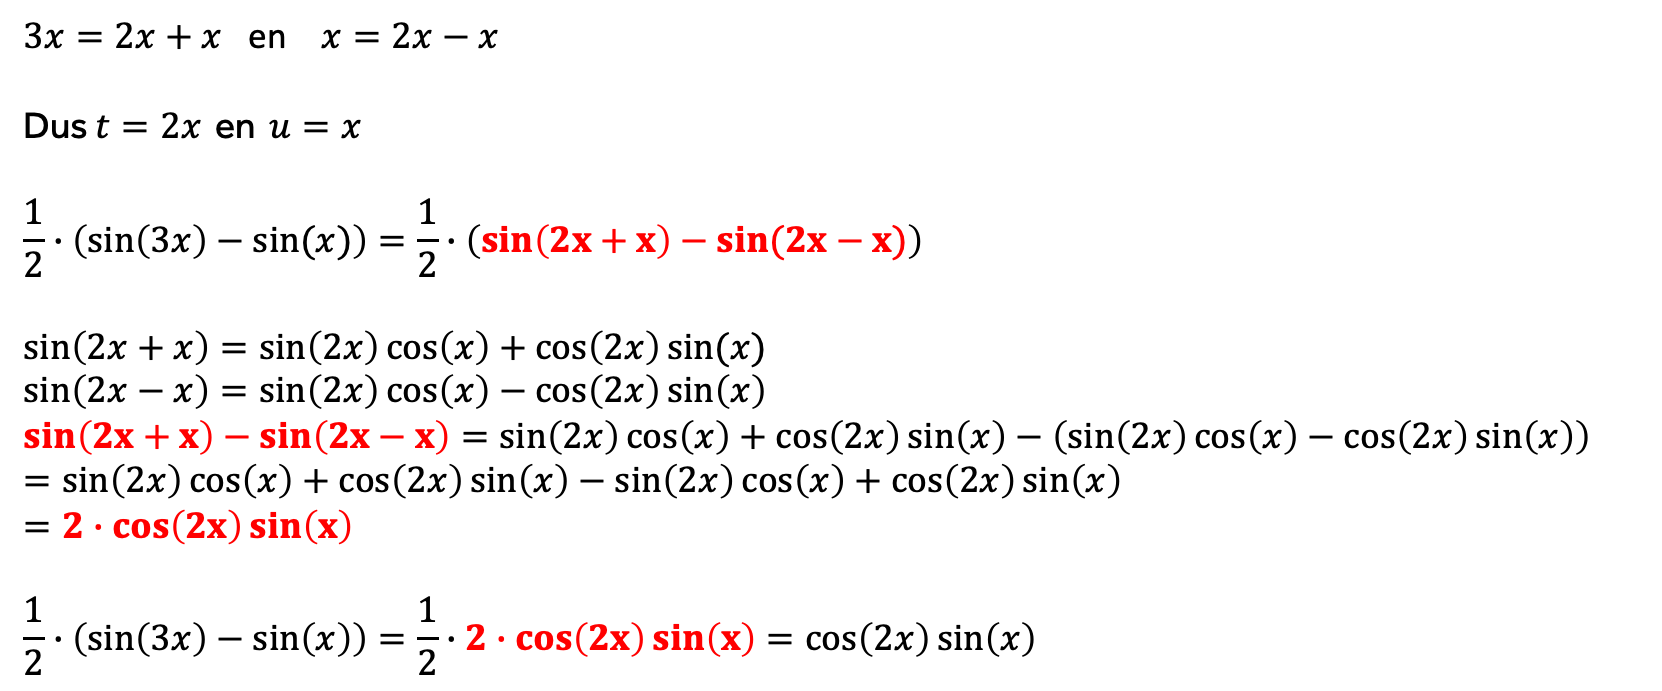 3x = 2x + x en x = 2x − x
Dus t = 2x en u = x
1/2 · (sin(3x) − sin(x)) = 1/2 · (sin(2x + x) − sin(2x − x))
sin(2x + x) = sin(2x) cos(x) + cos(2x) sin(x)
sin(2x − x) = sin(2x) cos(x) − cos(2x) sin(x)
sin(2x + x) − sin(2x − x) = sin(2x) cos(x) + cos(2x) sin(x) − (sin(2x) cos(x) − cos(2x) sin(x))
= sin(2x) cos(x) + cos(2x) sin(x) − sin(2x) cos(x) + cos(2x) sin(x)
= 2 · cos(2x) sin(x)
1/2 · (sin(3x) − sin(x)) = 1/2 · 2 · cos(2x) sin(x) = cos(2x) sin(x)